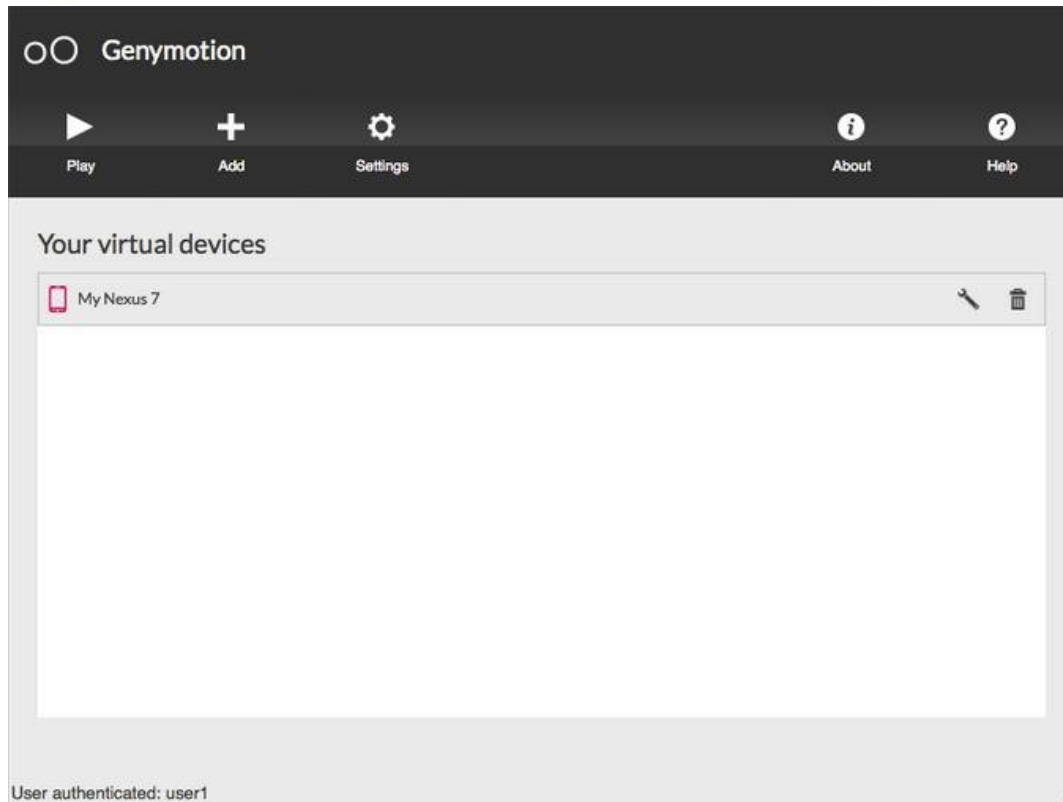 Genymotion
Play Add Settings About Help
Your virtual devices
My Nexus 7
User authenticated: user1